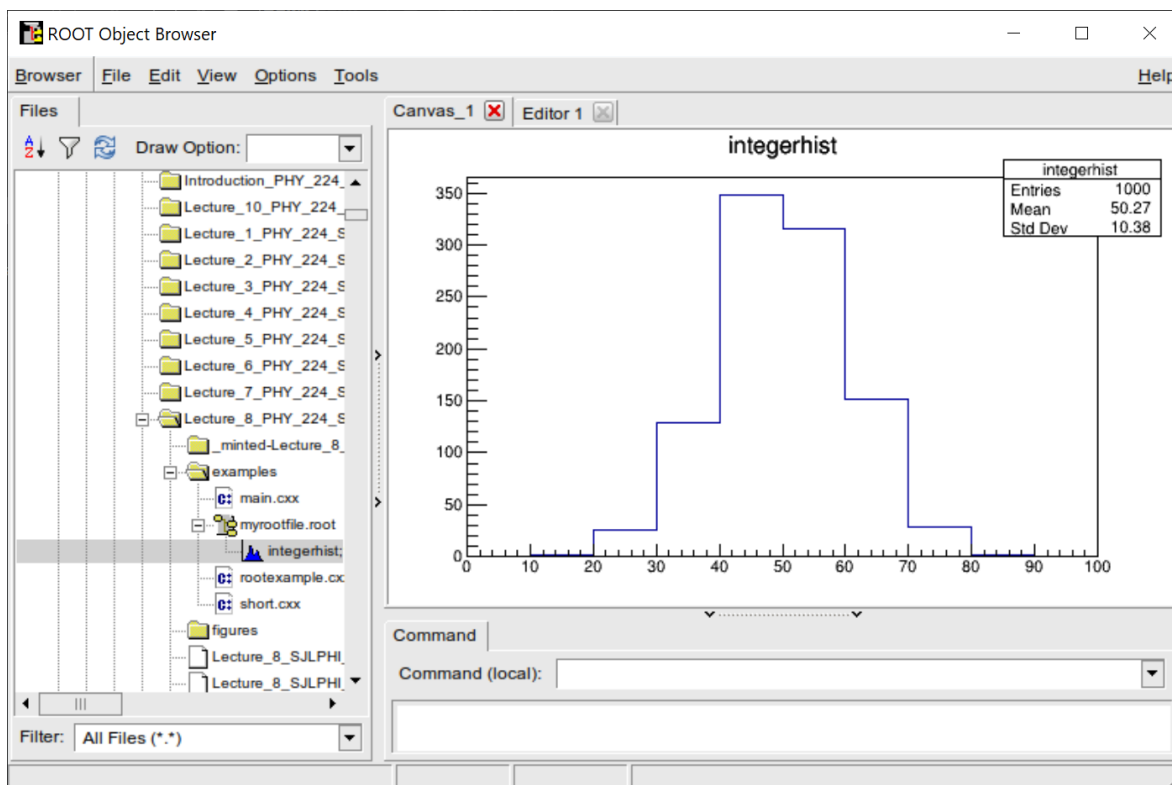 ROOT Object Browser
Browser File Edit View Options Tools Help
Files
Draw Option:
Introduction_PHY_224_
Lecture_10_PHY_224_
Lecture_1_PHY_224_S
Lecture_2_PHY_224_S
Lecture_3_PHY_224_S
Lecture_4_PHY_224_S
Lecture_5_PHY_224_S
Lecture_6_PHY_224_S
Lecture_7_PHY_224_S
Lecture_8_PHY_224_S
_minted-Lecture_8_
examples
main.cxx
myrootfile.root
integerhist;
rootexample.cx
short.cxx
figures
Lecture_8_SJLPHI_
Lecture_8_SJLPHI_
Filter: All Files (*.*)
Canvas_1 Editor 1
integerhist
integerhist
Entries 1000
Mean 50.27
Std Dev 10.38
350
300
250
200
150
100
50
0
0 10 20 30 40 50 60 70 80 90 100
Command
Command (local):